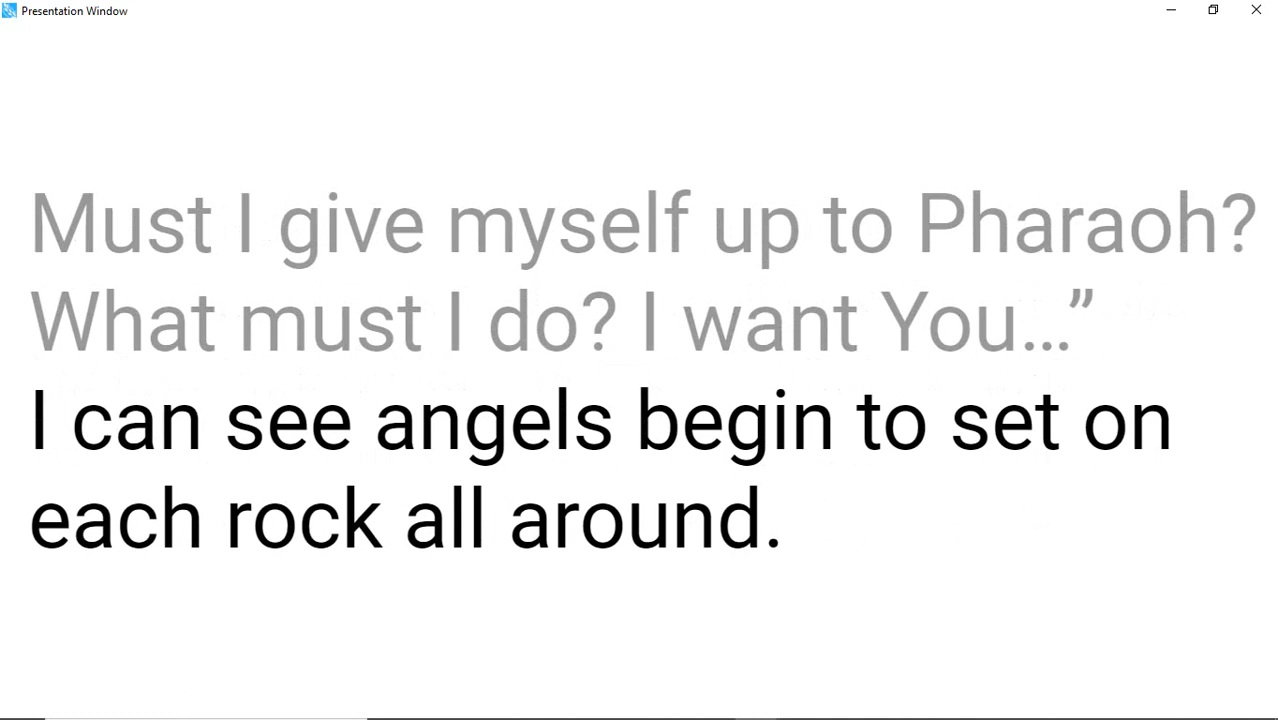 Presentation Window
Must I give myself up to Pharaoh?
What must I do? I want You…”
I can see angels begin to set on
each rock all around.